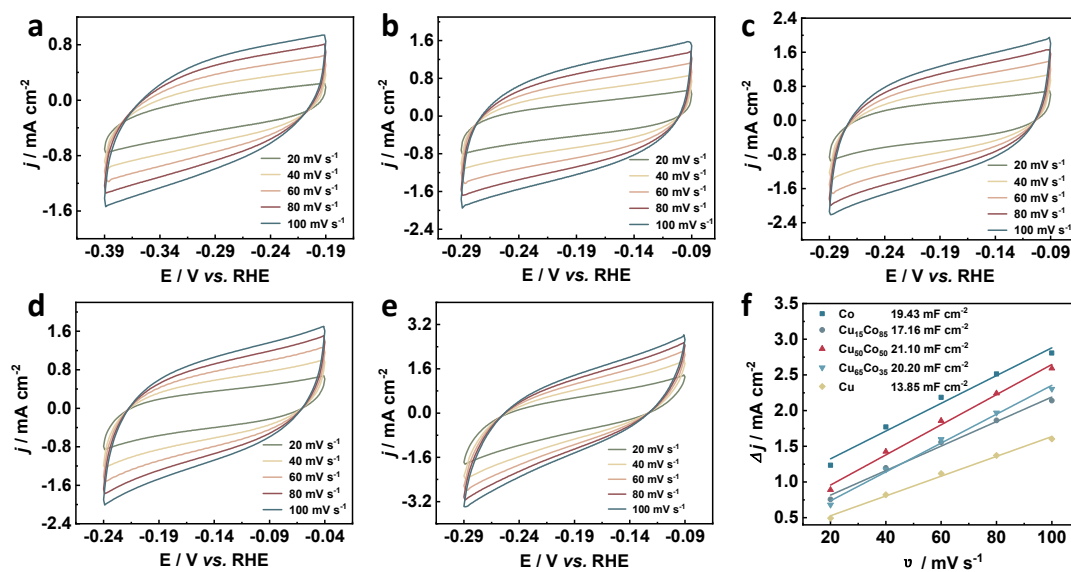 a
0.8
0.0
-0.8
-1.6
j / mA cm-2
20 mV s-1
40 mV s-1
60 mV s-1
80 mV s-1
100 mV s-1
-0.39 -0.34 -0.29 -0.24 -0.19
E / V vs. RHE
b
1.6
0.8
0.0
-0.8
-1.6
-2.4
j / mA cm-2
20 mV s-1
40 mV s-1
60 mV s-1
80 mV s-1
100 mV s-1
-0.29 -0.24 -0.19 -0.14 -0.09
E / V vs. RHE
c
2.4
1.6
0.8
0.0
-0.8
-1.6
-2.4
j / mA cm-2
20 mV s-1
40 mV s-1
60 mV s-1
80 mV s-1
100 mV s-1
-0.29 -0.24 -0.19 -0.14 -0.09
E / V vs. RHE
d
1.6
0.8
0.0
-0.8
-1.6
-2.4
j / mA cm-2
20 mV s-1
40 mV s-1
60 mV s-1
80 mV s-1
100 mV s-1
-0.24 -0.19 -0.14 -0.09 -0.04
E / V vs. RHE
e
3.2
1.6
0.0
-1.6
-3.2
j / mA cm-2
20 mV s-1
40 mV s-1
60 mV s-1
80 mV s-1
100 mV s-1
-0.29 -0.24 -0.19 -0.14 -0.09
E / V vs. RHE
f
3.5
3.0
2.5
2.0
1.5
1.0
0.5
Δj / mA cm-2
Co 19.43 mF cm-2
Cu15Co85 17.16 mF cm-2
Cu50Co50 21.10 mF cm-2
Cu65Co35 20.20 mF cm-2
Cu 13.85 mF cm-2
20 40 60 80 100
υ / mV s-1